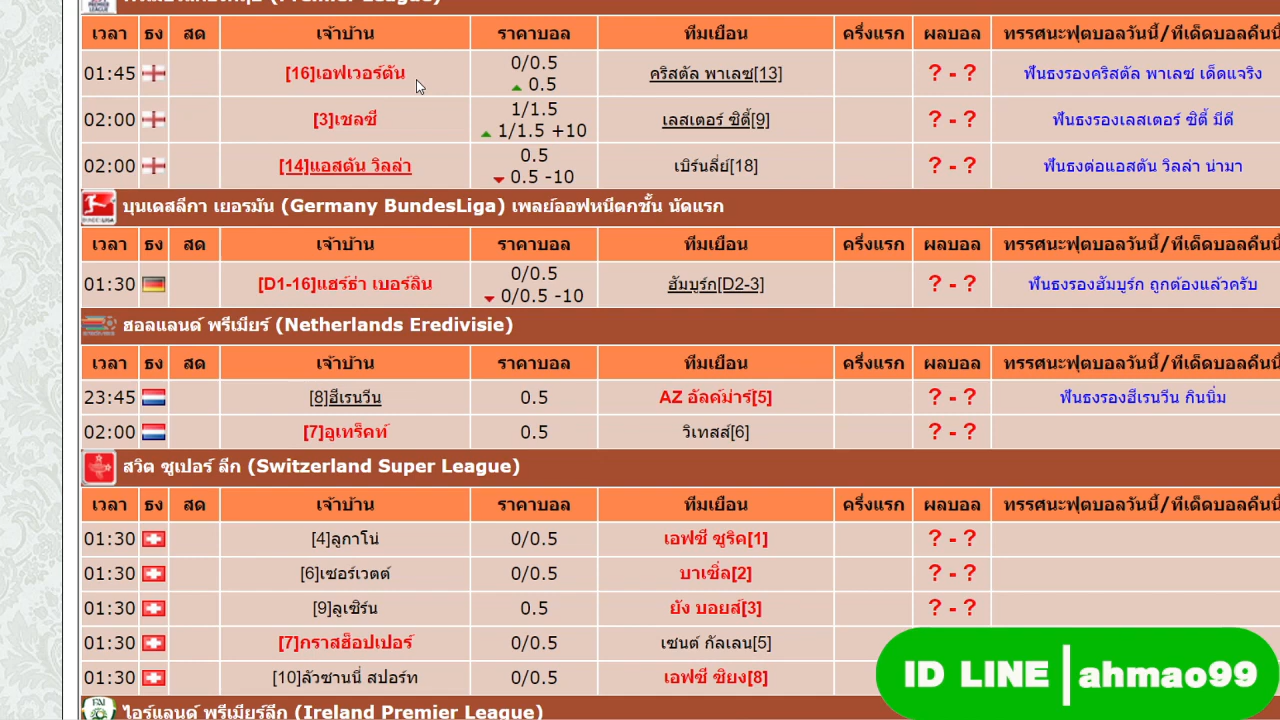 (Premier League)
เวลา ธง สด เจ้าบ้าน ราคาบอล ทีมเยือน ครึ่งแรก ผลบอล ทรรศนะฟุตบอลวันนี้/ทีเด็ดบอลคืนนี้
01:45 [16]เอฟเวอร์ตัน 0/0.5 0.5 คริสตัล พาเลซ[13] ? - ? ฟันธงรองคริสตัล พาเลซ เด็ดแจริง
02:00 [3]เชลซี 1/1.5 1/1.5 +10 เลสเตอร์ ซิตี้[9] ? - ? ฟันธงรองเลสเตอร์ ซิตี้ มีดี
02:00 [14]แอสตัน วิลล่า 0.5 0.5 -10 เบิร์นลี่ย์[18] ? - ? ฟันธงต่อแอสตัน วิลล่า น่ามา
บุนเดสลีกา เยอรมัน (Germany BundesLiga) เพลย์ออฟหนีตกชั้น นัดแรก
เวลา ธง สด เจ้าบ้าน ราคาบอล ทีมเยือน ครึ่งแรก ผลบอล ทรรศนะฟุตบอลวันนี้/ทีเด็ดบอลคืนนี้
01:30 [D1-16]แฮร์ธ่า เบอร์ลิน 0/0.5 0/0.5 -10 ฮัมบูร์ก[D2-3] ? - ? ฟันธงรองฮัมบูร์ก ถูกต้องแล้วครับ
ฮอลแลนด์ พรีเมียร์ (Netherlands Eredivisie)
เวลา ธง สด เจ้าบ้าน ราคาบอล ทีมเยือน ครึ่งแรก ผลบอล ทรรศนะฟุตบอลวันนี้/ทีเด็ดบอลคืนนี้
23:45 [8]ฮีเรนวีน 0.5 AZ อัลค์ม่าร์[5] ? - ? ฟันธงรองฮีเรนวีน กินนิ่ม
02:00 [7]อูเทร็คท์ 0.5 วิเทสส์[6] ? - ?
สวิต ซูเปอร์ ลีก (Switzerland Super League)
เวลา ธง สด เจ้าบ้าน ราคาบอล ทีมเยือน ครึ่งแรก ผลบอล ทรรศนะฟุตบอลวันนี้/ทีเด็ดบอลคืนนี้
01:30 [4]ลูกาโน่ 0/0.5 เอฟซี ซูริค[1] ? - ?
01:30 [6]เซอร์เวตต์ 0/0.5 บาเซิ่ล[2] ? - ?
01:30 [9]ลูเซิร์น 0.5 ยัง บอยส์[3] ? - ?
01:30 [7]กราสฮ็อปเปอร์ 0/0.5 เซนต์ กัลเลน[5]
01:30 [10]ลัวซานนี่ สปอร์ท 0/0.5 เอฟซี ซิยง[8]
ID LINE | ahmao99
ไอร์แลนด์ พรีเมียร์ลีก (Ireland Premier League)